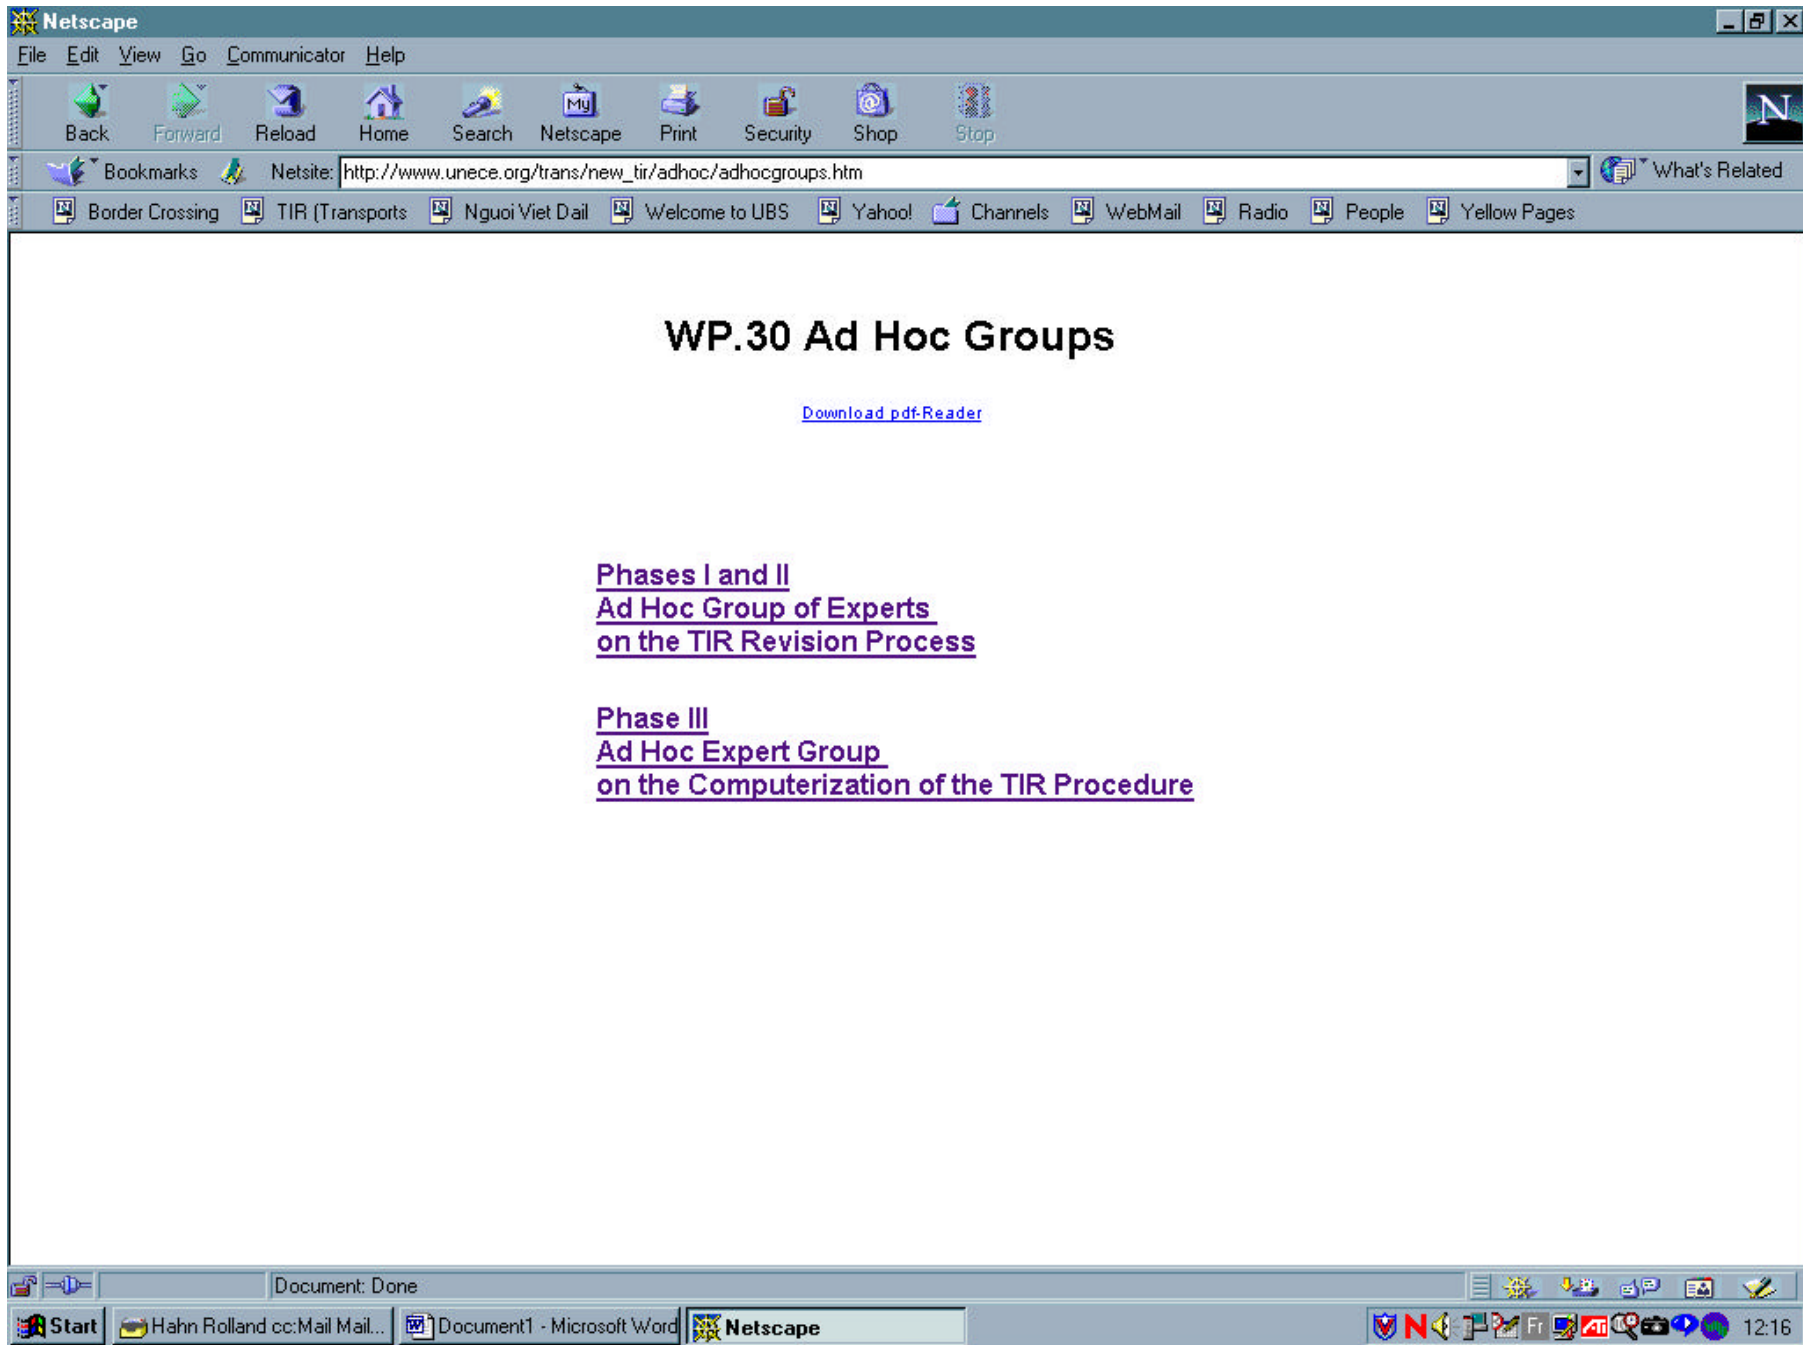 Netscape
File Edit View Go Communicator Help
Back Forward Reload Home Search Netscape Print Security Shop Stop
My
N
Bookmarks Netsite: http://www.unece.org/trans/new_tir/adhoc/adhocgroups.htm What's Related
Border Crossing TIR (Transports Nguoi Viet Dail Welcome to UBS Yahoo! Channels WebMail Radio People Yellow Pages
WP.30 Ad Hoc Groups
Download pdf-Reader
Phases I and II
Ad Hoc Group of Experts
on the TIR Revision Process
Phase III
Ad Hoc Expert Group
on the Computerization of the TIR Procedure
Document: Done
Start Hahn Rolland cc:Mail Mail... Document1 - Microsoft Word Netscape N Fr ATI 12:16